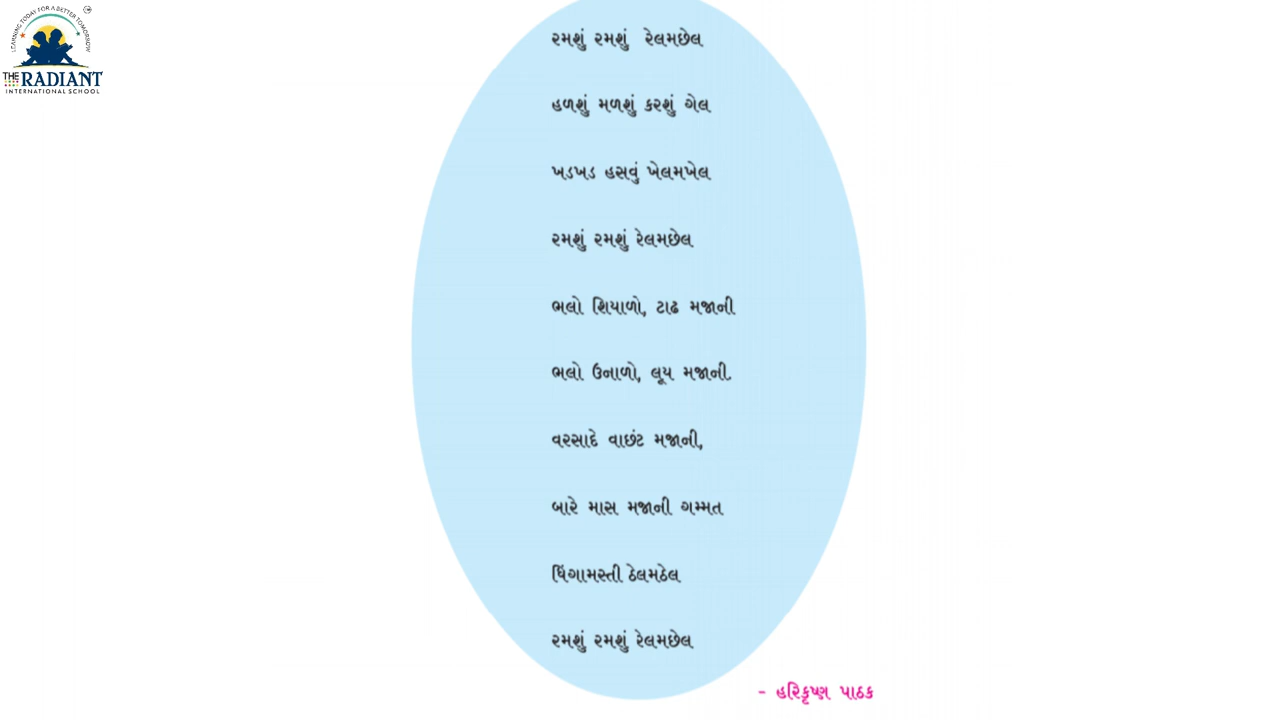 LEARNING TODAY FOR A BETTER TOMORROW
THE RADIANT
INTERNATIONAL SCHOOL
રમશું રમશું રેલમછેલ
હળશું મળશું કરશું ગેલ
ખડખડ હસવું ખેલમખેલ
રમશું રમશું રેલમછેલ
ભલો શિયાળો, ટાઢ મજાની
ભલો ઉનાળો, લૂય મજાની.
વરસાદે વાછંટ મજાની,
બારે માસ મજાની ગમ્મત
ધિંગામસ્તી ઠેલમઠેલ
રમશું રમશું રેલમછેલ
- હરિકૃષ્ણ પાઠક